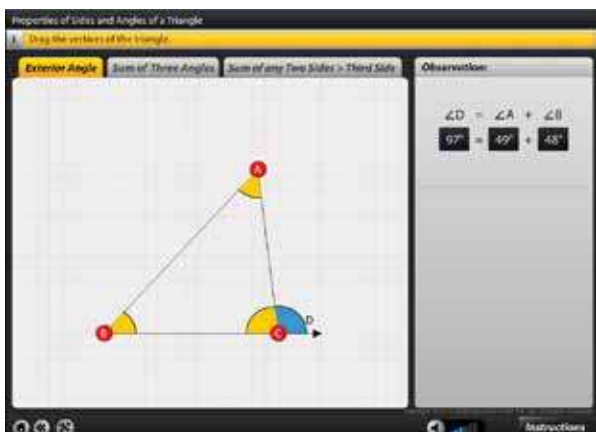 Properties of Sides and Angles of a Triangle
1. Drag the vertices of the triangle.
Exterior Angle Sum of Three Angles Sum of any Two Sides > Third Side
Observation:
∠D = ∠A + ∠B
97° = 49° + 48°
A
B
C
D
Instructions